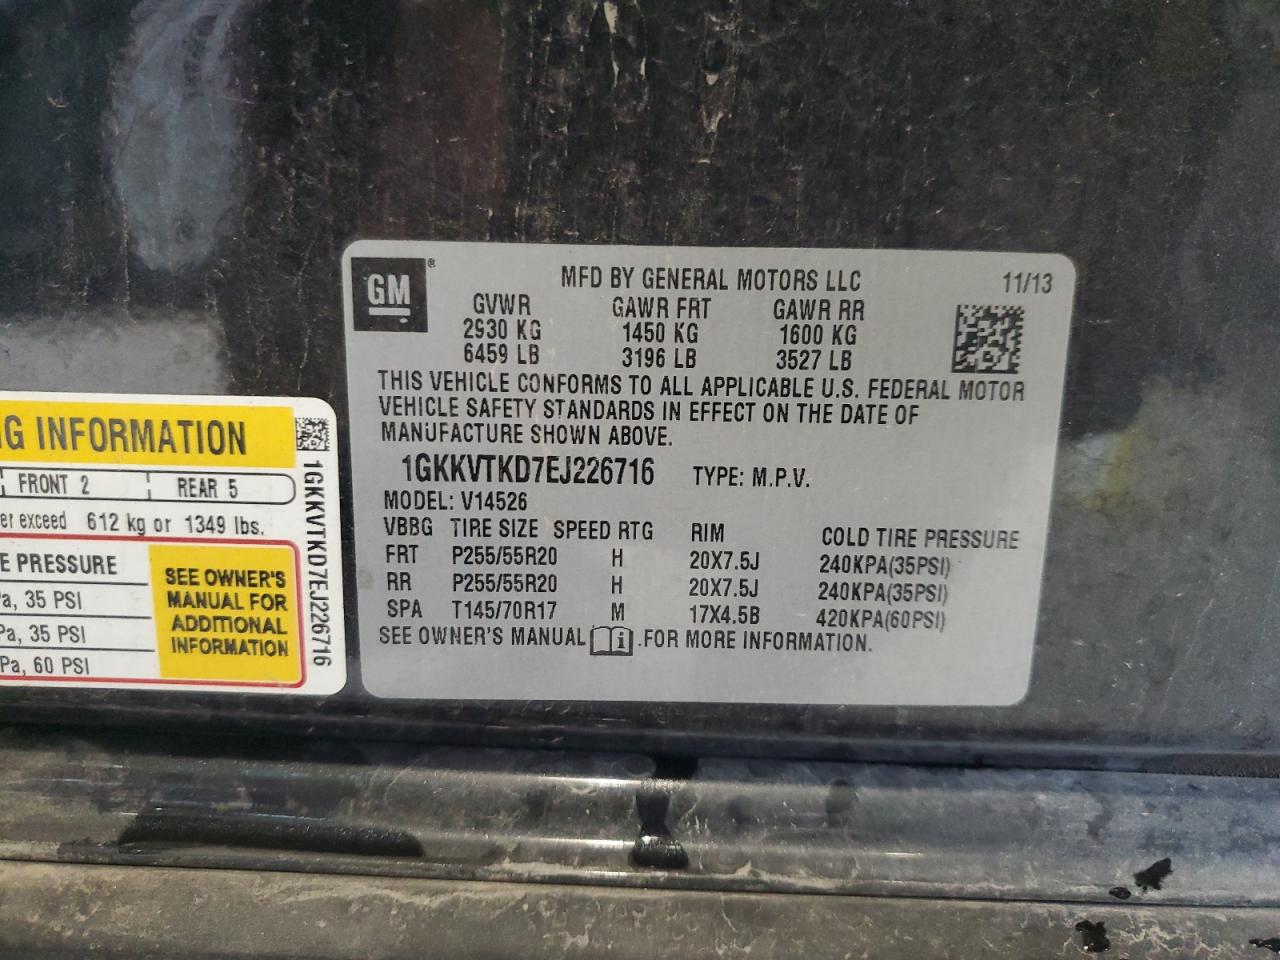 GM
®
MFD BY GENERAL MOTORS LLC
11/13
GVWR GAWR FRT GAWR RR
2930 KG 1450 KG 1600 KG
6459 LB 3196 LB 3527 LB
THIS VEHICLE CONFORMS TO ALL APPLICABLE U.S. FEDERAL MOTOR
VEHICLE SAFETY STANDARDS IN EFFECT ON THE DATE OF
MANUFACTURE SHOWN ABOVE.
1GKKVTKD7EJ226716 TYPE: M.P.V.
MODEL: V14526
VBBG TIRE SIZE SPEED RTG RIM COLD TIRE PRESSURE
FRT P255/55R20 H 20X7.5J 240KPA(35PSI)
RR P255/55R20 H 20X7.5J 240KPA(35PSI)
SPA T145/70R17 M 17X4.5B 420KPA(60PSI)
SEE OWNER'S MANUAL i .FOR MORE INFORMATION.
G INFORMATION
FRONT 2 REAR 5
er exceed 612 kg or 1349 lbs.
E PRESSURE
a, 35 PSI
Pa, 35 PSI
Pa, 60 PSI
SEE OWNER'S
MANUAL FOR
ADDITIONAL
INFORMATION
1GKKVTKD7EJ226716